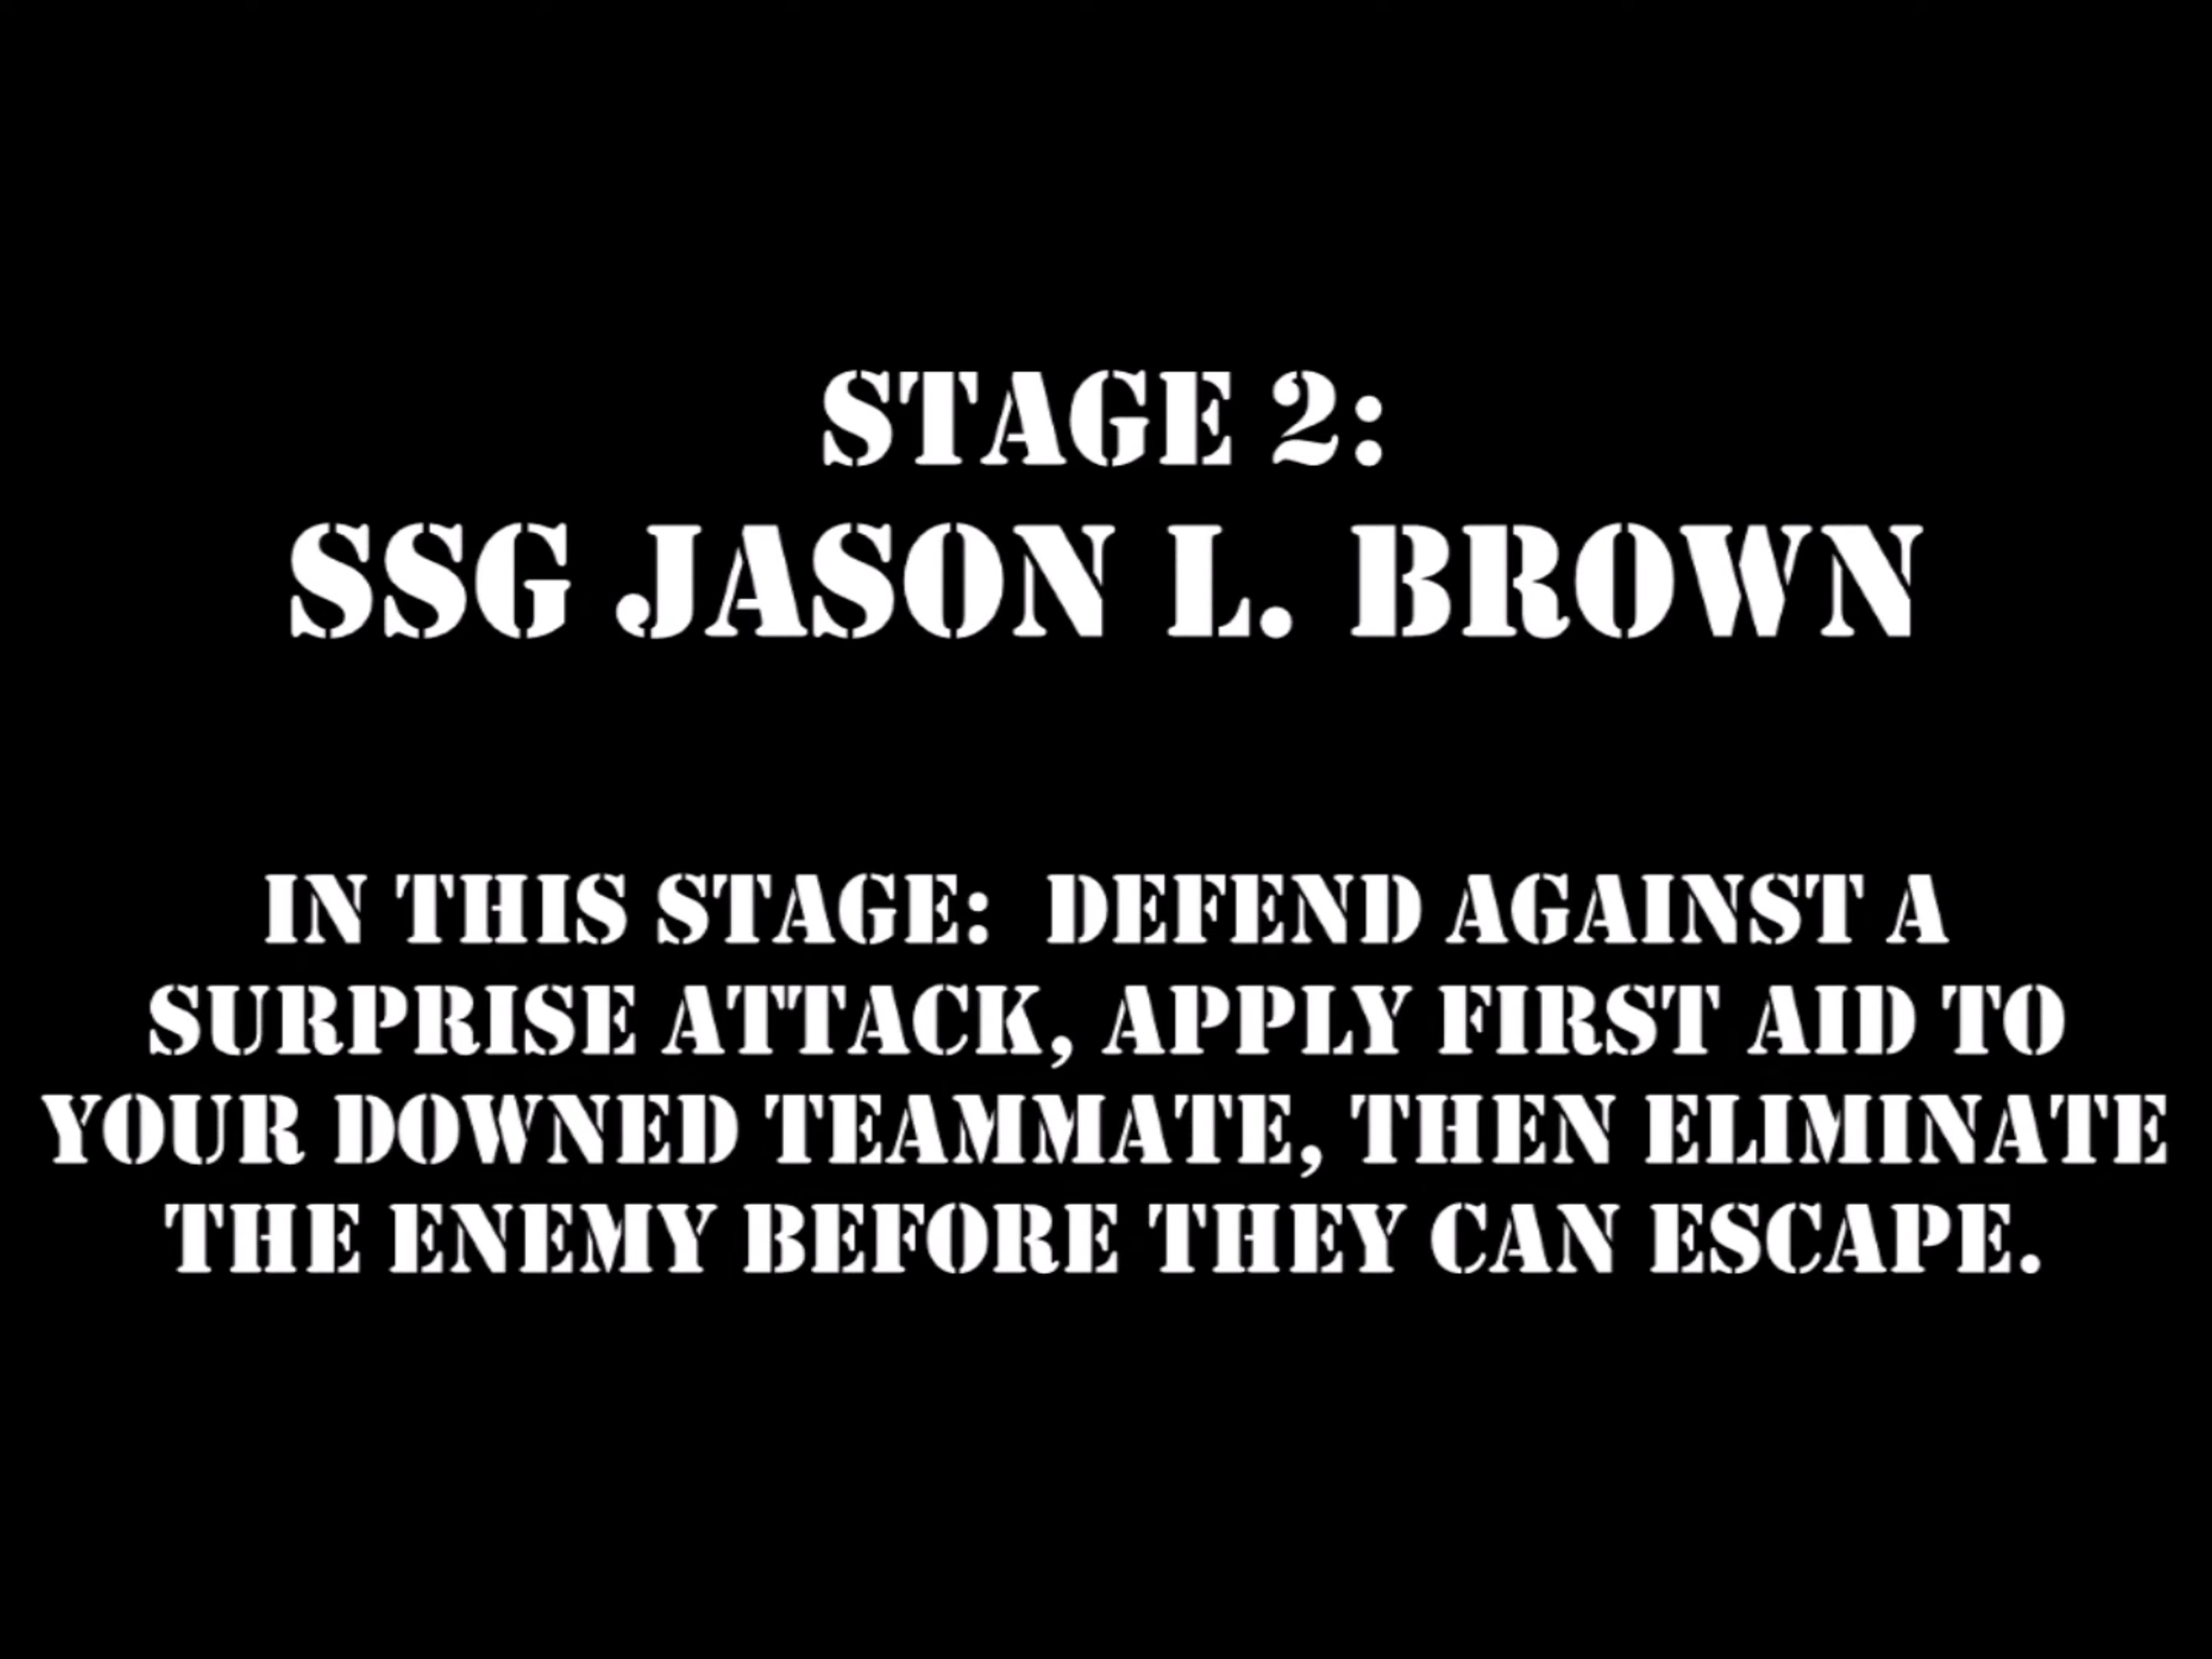 STAGE 2:
SSG JASON L. BROWN
IN THIS STAGE:  DEFEND AGAINST A
SURPRISE ATTACK, APPLY FIRST AID TO
YOUR DOWNED TEAMMATE, THEN ELIMINATE
THE ENEMY BEFORE THEY CAN ESCAPE.